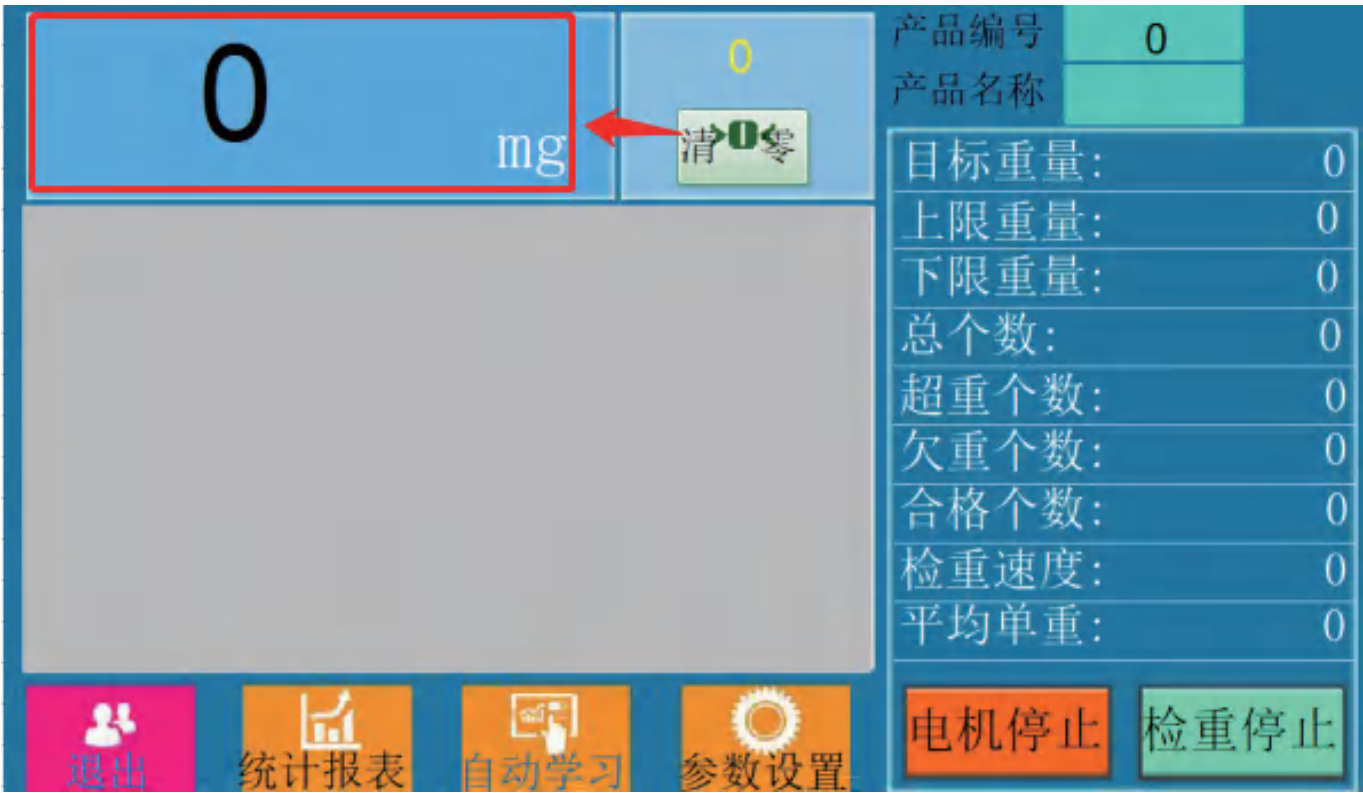 0
mg
0
清0零
产品编号 0
产品名称
目标重量: 0
上限重量: 0
下限重量: 0
总个数: 0
超重个数: 0
欠重个数: 0
合格个数: 0
检重速度: 0
平均单重: 0
退出
统计报表
自动学习
参数设置
电机停止
检重停止